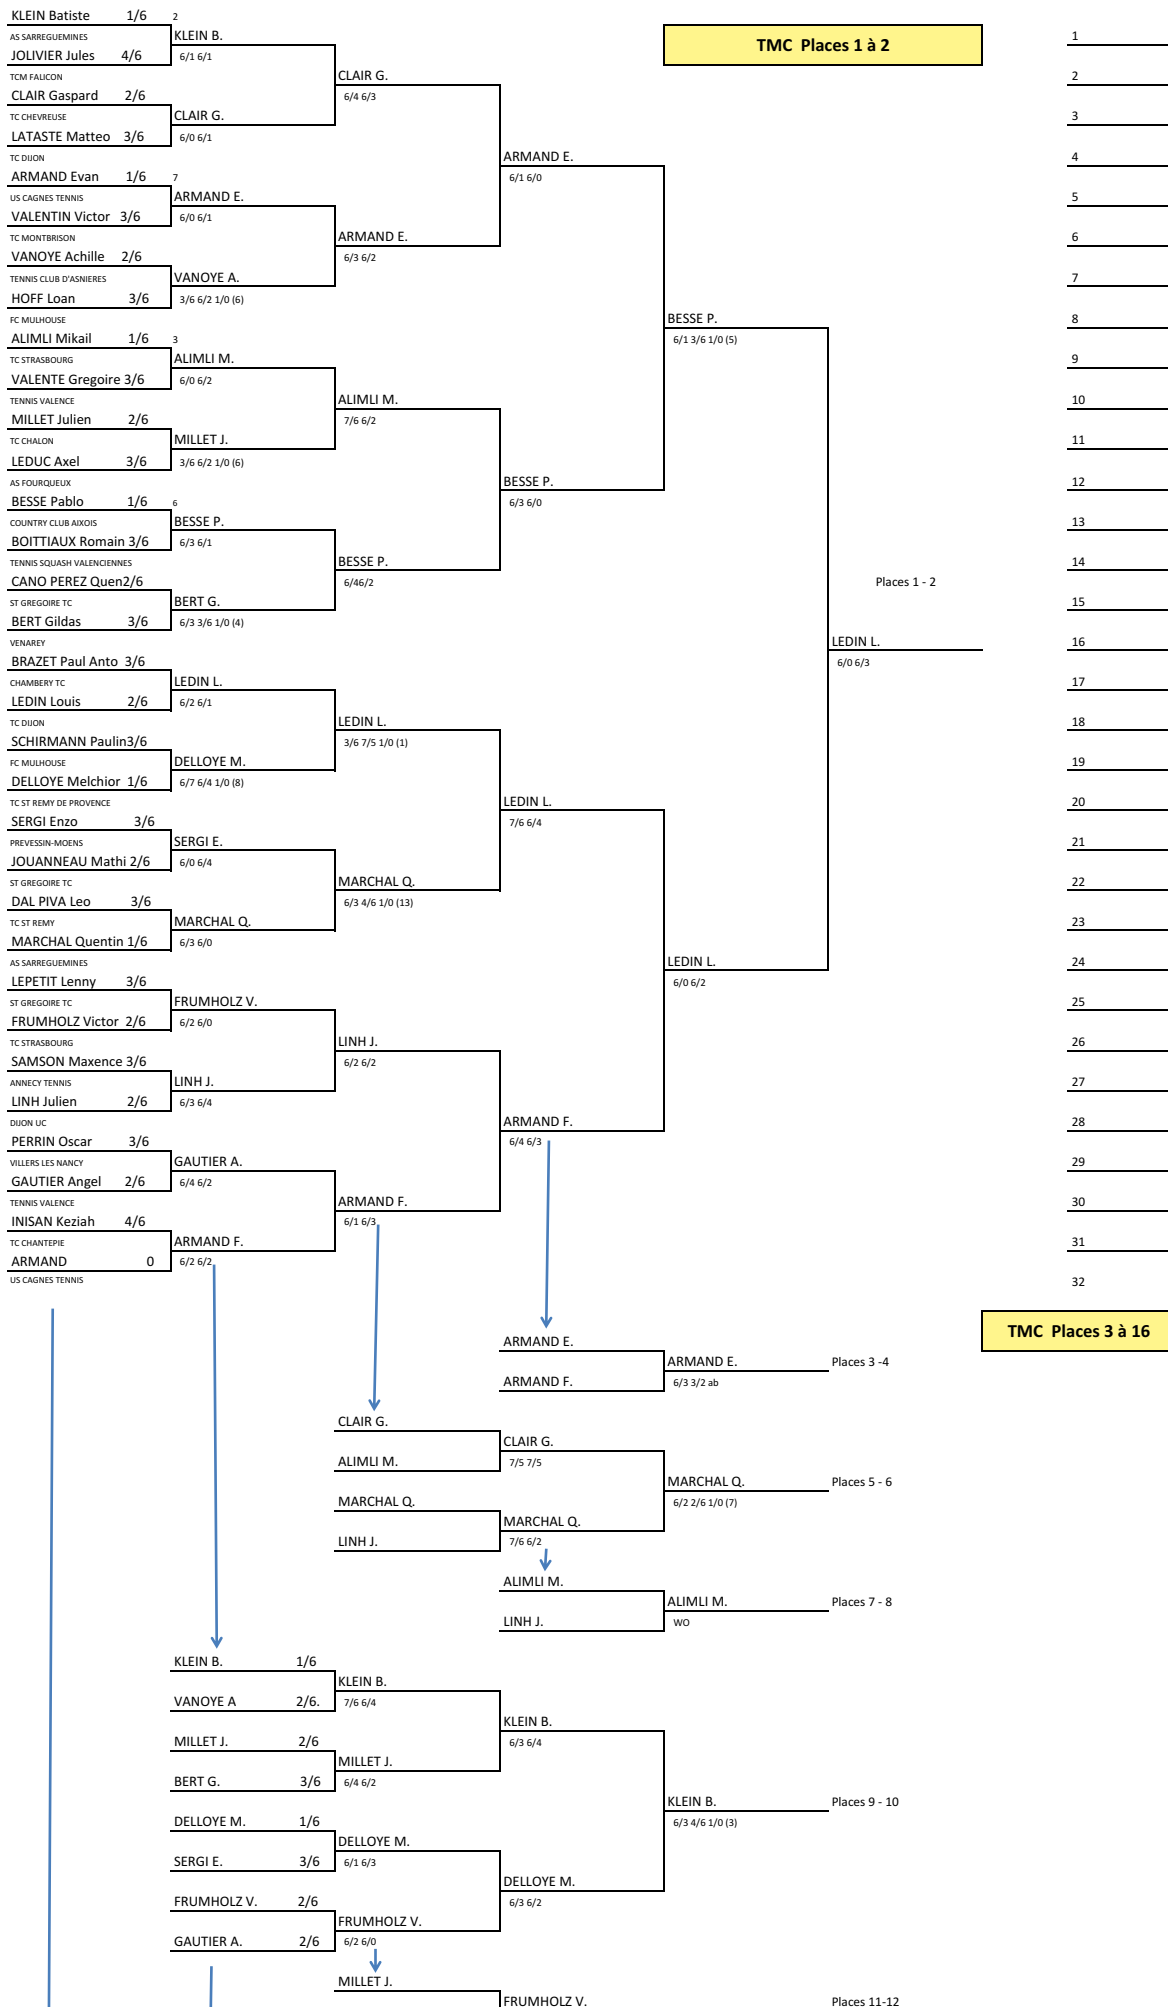 KLEIN Batiste 1/6 2
AS SARREGUEMINES
KLEIN B.
JOLIVIER Jules 4/6
6/1 6/1
TCM FALICON
CLAIR G.
CLAIR Gaspard 2/6
6/4 6/3
TC CHEVREUSE
CLAIR G.
LATASTE Matteo 3/6
6/0 6/1
TC DIJON
ARMAND E.
ARMAND Evan 1/6 7
6/1 6/0
US CAGNES TENNIS
ARMAND E.
VALENTIN Victor 3/6
6/0 6/1
TC MONTBRISON
ARMAND E.
VANOYE Achille 2/6
6/3 6/2
TENNIS CLUB D'ASNIERES
VANOYE A.
HOFF Loan 3/6
3/6 6/2 1/0 (6)
FC MULHOUSE
BESSE P.
ALIMLI Mikail 1/6 3
6/1 3/6 1/0 (5)
TC STRASBOURG
ALIMLI M.
VALENTE Gregoire 3/6
6/0 6/2
TENNIS VALENCE
ALIMLI M.
MILLET Julien 2/6
7/6 6/2
TC CHALON
MILLET J.
LEDUC Axel 3/6
3/6 6/2 1/0 (6)
AS FOURQUEUX
BESSE P.
BESSE Pablo 1/6 6
6/3 6/0
COUNTRY CLUB AIXOIS
BESSE P.
BOITTIAUX Romain 3/6
6/3 6/1
TENNIS SQUASH VALENCIENNES
BESSE P.
CANO PEREZ Quen2/6
6/46/2
Places 1 - 2
ST GREGOIRE TC
BERT G.
BERT Gildas 3/6
6/3 3/6 1/0 (4)
VENAREY
LEDIN L.
BRAZET Paul Anto 3/6
6/0 6/3
CHAMBERY TC
LEDIN L.
LEDIN Louis 2/6
6/2 6/1
TC DIJON
LEDIN L.
SCHIRMANN Paulin3/6
3/6 7/5 1/0 (1)
FC MULHOUSE
DELLOYE M.
DELLOYE Melchior 1/6
6/7 6/4 1/0 (8)
TC ST REMY DE PROVENCE
LEDIN L.
SERGI Enzo 3/6
7/6 6/4
PREVESSIN-MOENS
SERGI E.
JOUANNEAU Mathi 2/6
6/0 6/4
ST GREGOIRE TC
MARCHAL Q.
DAL PIVA Leo 3/6
6/3 4/6 1/0 (13)
TC ST REMY
MARCHAL Q.
MARCHAL Quentin 1/6
6/3 6/0
AS SARREGUEMINES
LEDIN L.
LEPETIT Lenny 3/6
6/0 6/2
ST GREGOIRE TC
FRUMHOLZ V.
FRUMHOLZ Victor 2/6
6/2 6/0
TC STRASBOURG
LINH J.
SAMSON Maxence 3/6
6/2 6/2
ANNECY TENNIS
LINH J.
LINH Julien 2/6
6/3 6/4
DIJON UC
ARMAND F.
PERRIN Oscar 3/6
6/4 6/3
VILLERS LES NANCY
GAUTIER A.
GAUTIER Angel 2/6
6/4 6/2
TENNIS VALENCE
ARMAND F.
INISAN Keziah 4/6
6/1 6/3
TC CHANTEPIE
ARMAND F.
ARMAND 0
6/2 6/2
US CAGNES TENNIS
TMC Places 1 à 2
1
2
3
4
5
6
7
8
9
10
11
12
13
14
15
16
17
18
19
20
21
22
23
24
25
26
27
28
29
30
31
32
TMC Places 3 à 16
ARMAND E.
ARMAND E.
Places 3 -4
ARMAND F.
6/3 3/2 ab
CLAIR G.
CLAIR G.
ALIMLI M.
7/5 7/5
MARCHAL Q.
Places 5 - 6
MARCHAL Q.
6/2 2/6 1/0 (7)
MARCHAL Q.
LINH J.
7/6 6/2
ALIMLI M.
ALIMLI M.
Places 7 - 8
LINH J.
WO
KLEIN B. 1/6
KLEIN B.
VANOYE A 2/6.
7/6 6/4
KLEIN B.
MILLET J. 2/6
6/3 6/4
MILLET J.
BERT G. 3/6
6/4 6/2
KLEIN B.
Places 9 - 10
DELLOYE M. 1/6
6/3 4/6 1/0 (3)
DELLOYE M.
SERGI E. 3/6
6/1 6/3
DELLOYE M.
FRUMHOLZ V. 2/6
6/3 6/2
FRUMHOLZ V.
GAUTIER A. 2/6
6/2 6/0
MILLET J.
FRUMHOLZ V.
Places 11-12